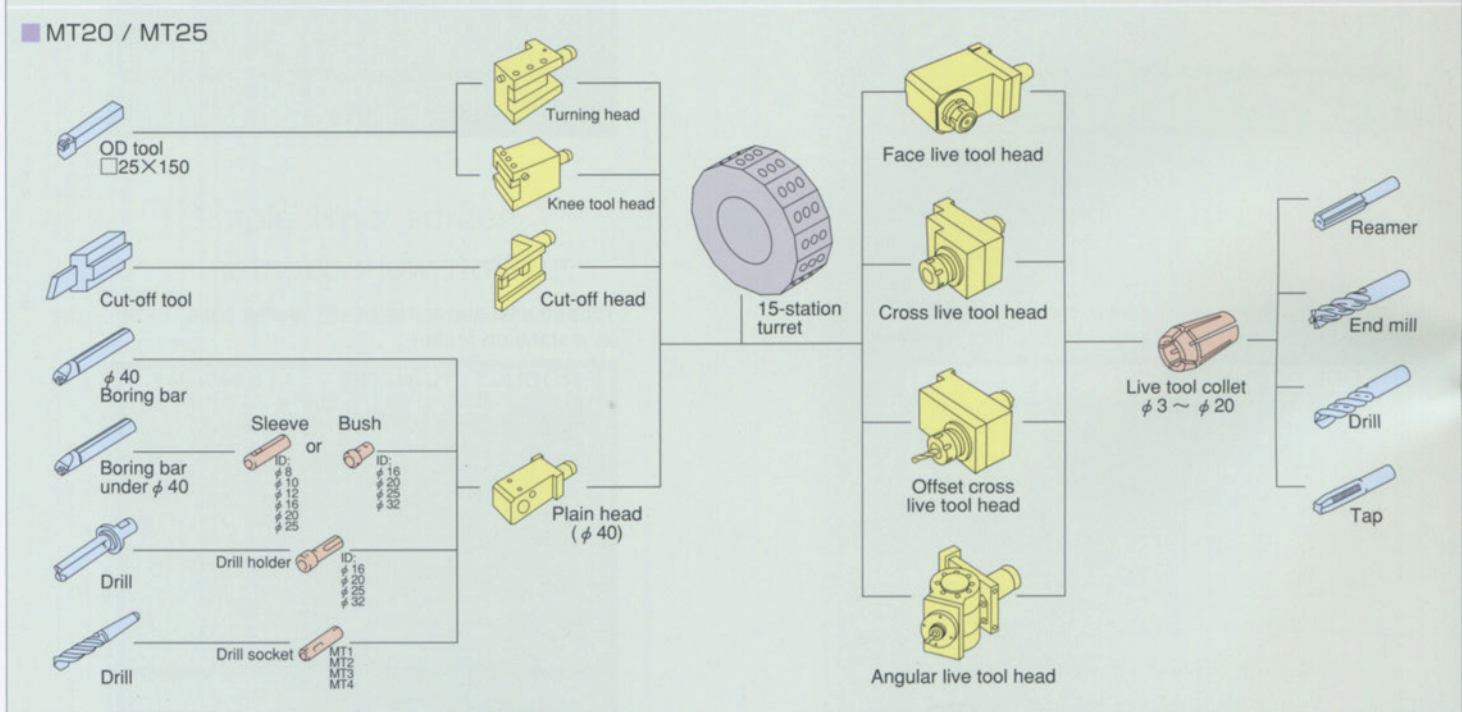 MT20 / MT25
OD tool
□25×150
Turning head
Knee tool head
Cut-off tool
Cut-off head
φ 40
Boring bar
Boring bar
under φ 40
Sleeve
or
Bush
ID:
φ 8
φ 10
φ 12
φ 16
φ 20
φ 25
ID:
φ 16
φ 20
φ 25
φ 32
Drill
Drill holder
ID:
φ 16
φ 20
φ 25
φ 32
Drill
Drill socket
MT1
MT2
MT3
MT4
Plain head
(φ 40)
15-station
turret
Face live tool head
Cross live tool head
Offset cross
live tool head
Angular live tool head
Live tool collet
φ 3 ~ φ 20
Reamer
End mill
Drill
Tap